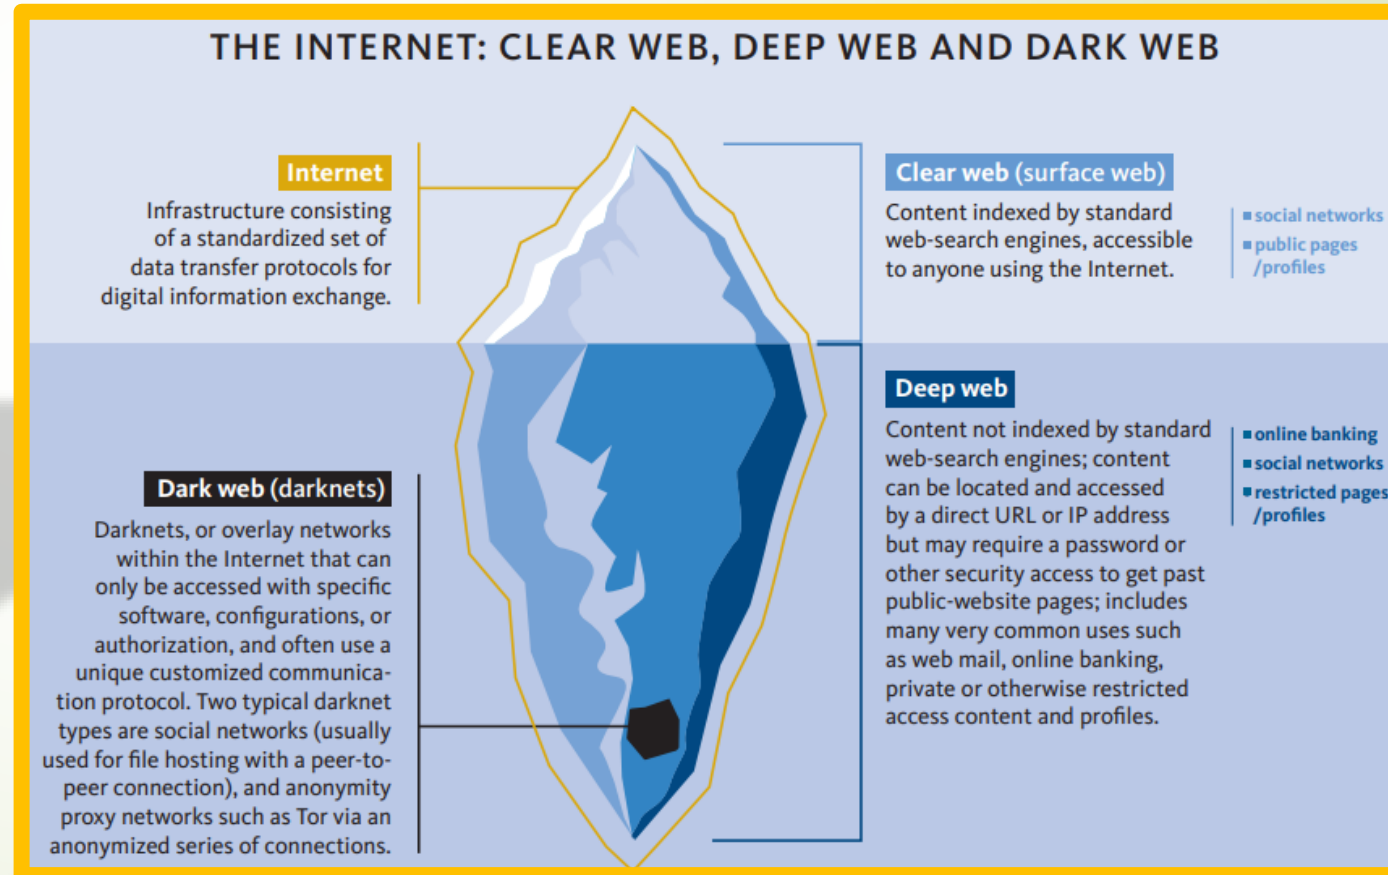 THE INTERNET: CLEAR WEB, DEEP WEB AND DARK WEB
Internet
Infrastructure consisting
of a standardized set of
data transfer protocols for
digital information exchange.
Clear web (surface web)
Content indexed by standard
web-search engines, accessible
to anyone using the Internet.
social networks
public pages
/profiles
Dark web (darknets)
Darknets, or overlay networks
within the Internet that can
only be accessed with specific
software, configurations, or
authorization, and often use a
unique customized communica-
tion protocol. Two typical darknet
types are social networks (usually
used for file hosting with a peer-to-
peer connection), and anonymity
proxy networks such as Tor via an
anonymized series of connections.
Deep web
Content not indexed by standard
web-search engines; content
can be located and accessed
by a direct URL or IP address
but may require a password or
other security access to get past
public-website pages; includes
many very common uses such
as web mail, online banking,
private or otherwise restricted
access content and profiles.
online banking
social networks
restricted pages
/profiles